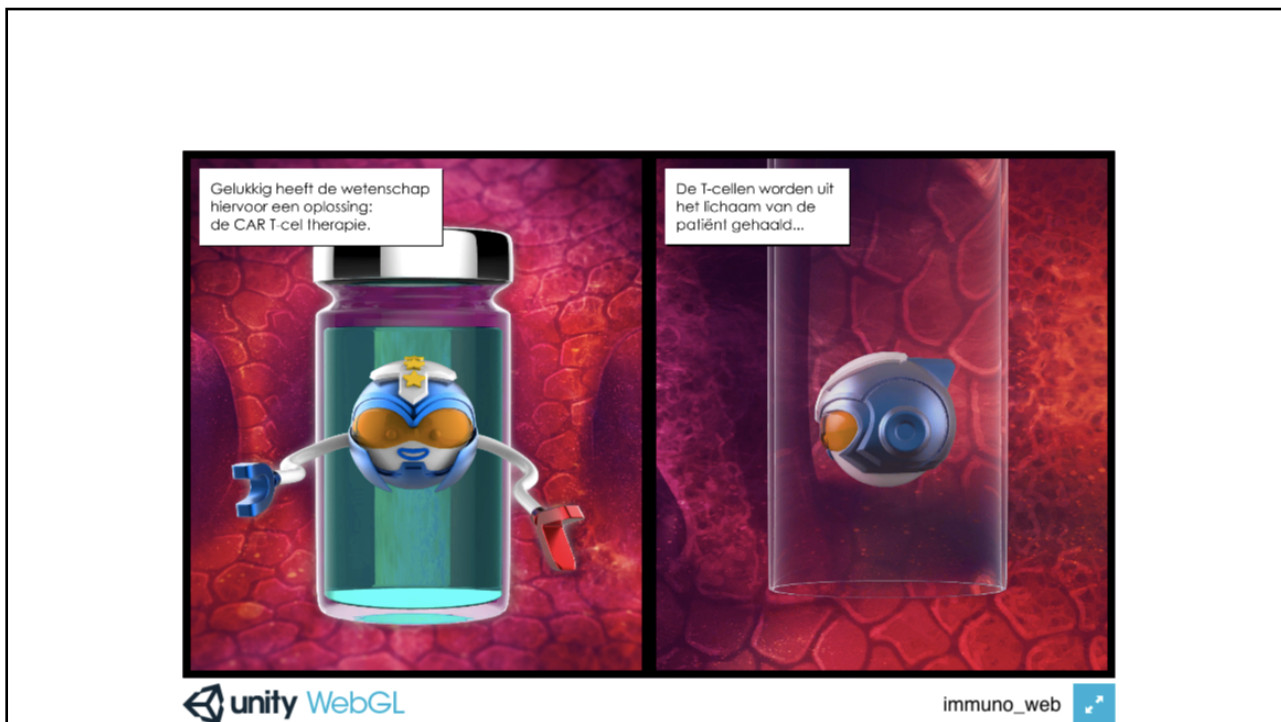 Gelukkig heeft de wetenschap
hiervoor een oplossing:
de CAR T-cel therapie.
De T-cellen worden uit
het lichaam van de
patiënt gehaald...
unity WebGL
immuno_web